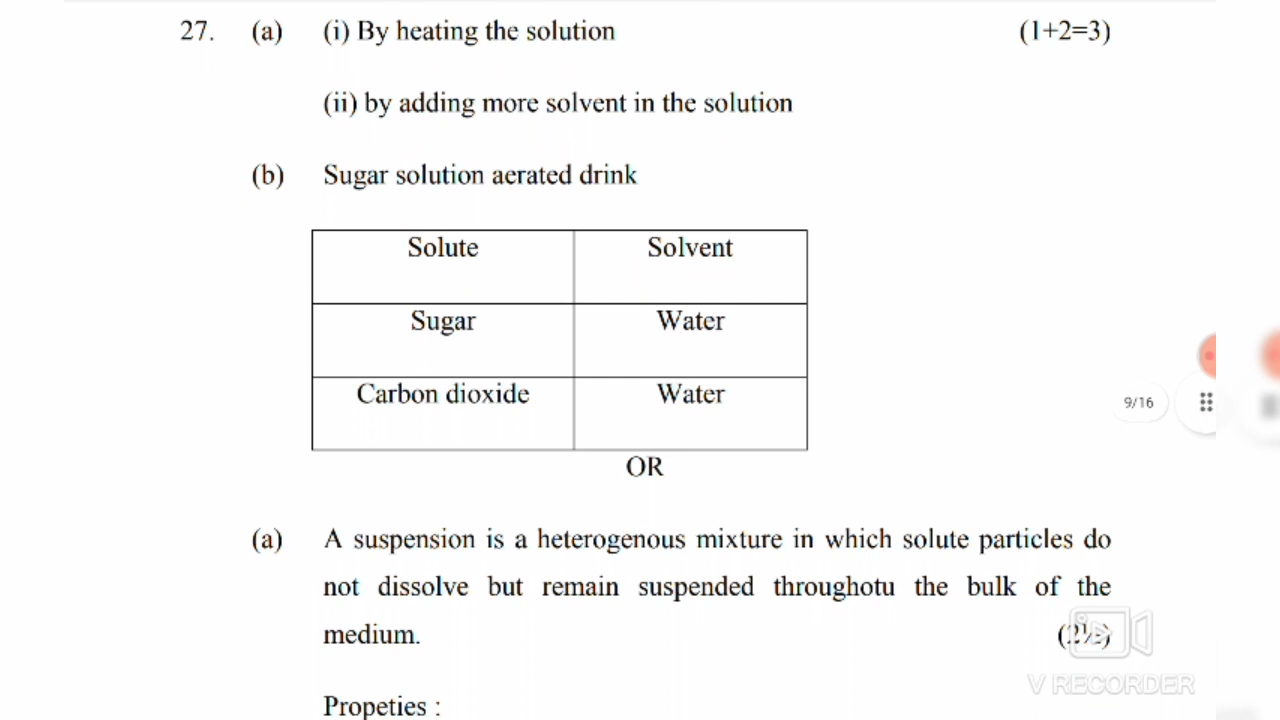 27. (a) (i) By heating the solution (1+2=3)
(ii) by adding more solvent in the solution
(b) Sugar solution aerated drink
Solute Solvent
Sugar Water
Carbon dioxide Water
9/16
OR
(a) A suspension is a heterogenous mixture in which solute particles do
not dissolve but remain suspended throughotu the bulk of the
medium. (2½)
V RECORDER
Propeties :